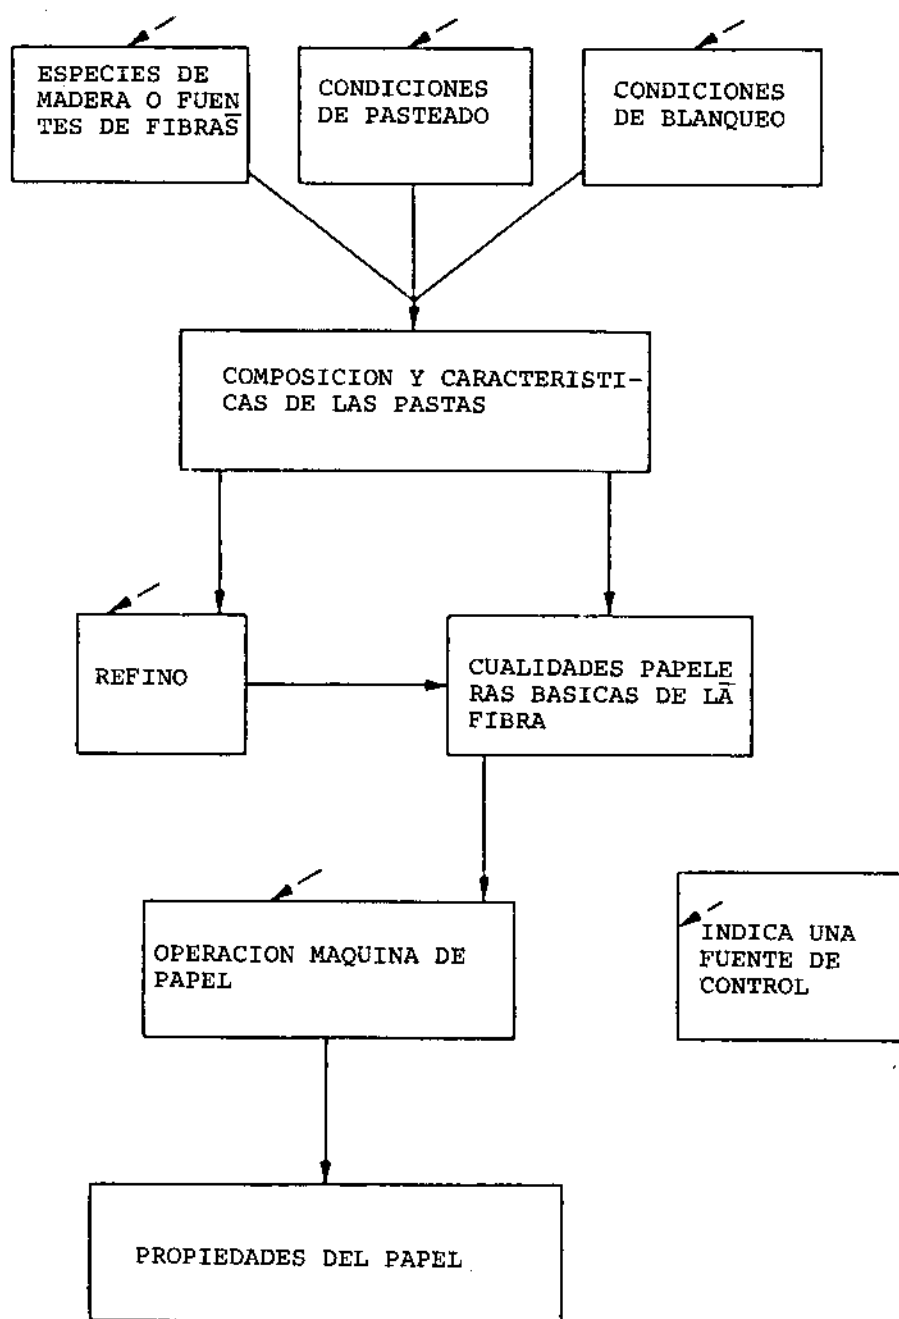 ESPECIES DE
MADERA O FUEN
TES DE FIBRAS
CONDICIONES
DE PASTEADO
CONDICIONES
DE BLANQUEO
COMPOSICION Y CARACTERISTI-
CAS DE LAS PASTAS
REFINO
CUALIDADES PAPELE
RAS BASICAS DE LA
FIBRA
OPERACION MAQUINA DE
PAPEL
INDICA UNA
FUENTE DE
CONTROL
PROPIEDADES DEL PAPEL